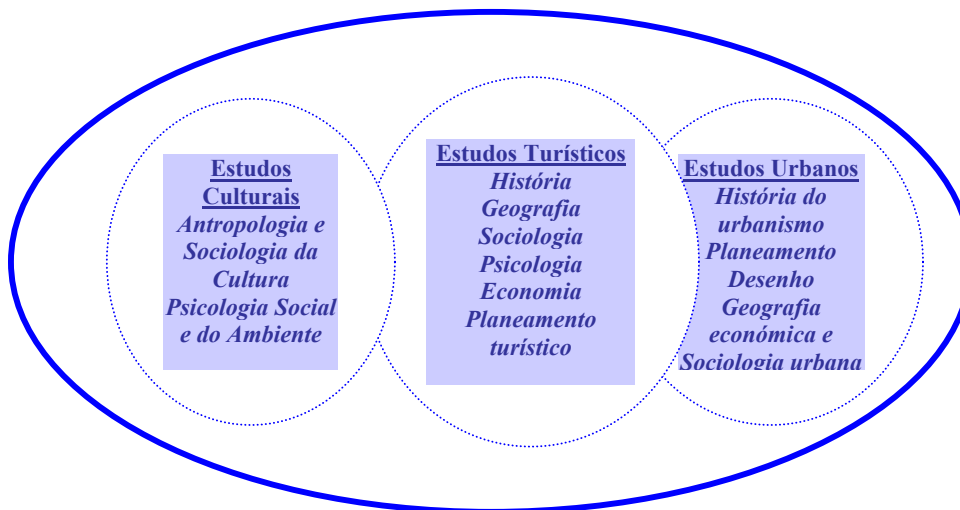 Estudos
Culturais
Antropologia e
Sociologia da
Cultura
Psicologia Social
e do Ambiente
Estudos Turísticos
História
Geografia
Sociologia
Psicologia
Economia
Planeamento
turístico
Estudos Urbanos
História do
urbanismo
Planeamento
Desenho
Geografia
económica e
Sociologia urbana